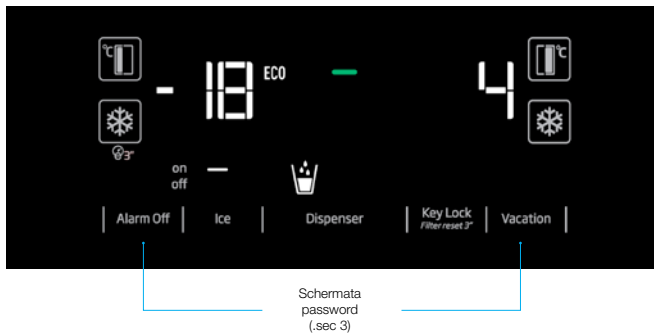 °C
°C
- 18
ECO
4
3"
on
off
Alarm Off
Ice
Dispenser
Key Lock
Filter reset 3"
Vacation
Schermata
password
(.sec 3)